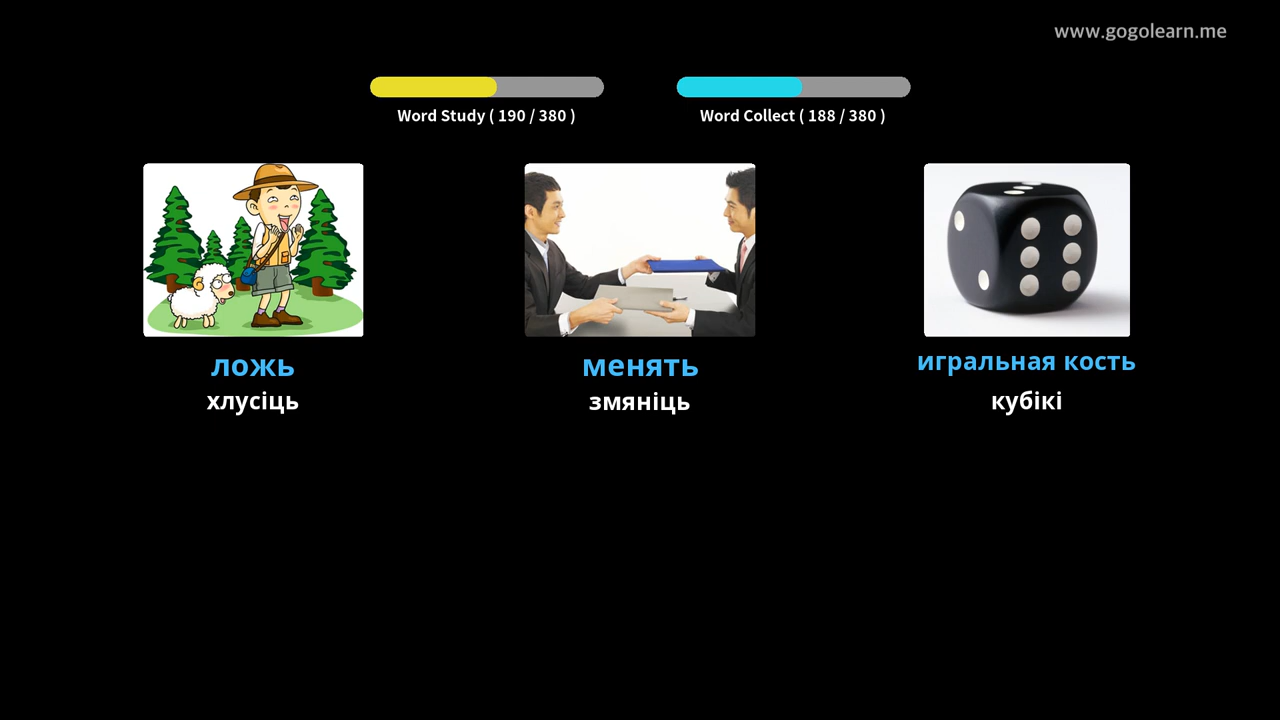 www.gogolearn.me
Word Study ( 190 / 380 )
Word Collect ( 188 / 380 )
ложь
хлусіць
менять
змяніць
игральная кость
кубікі